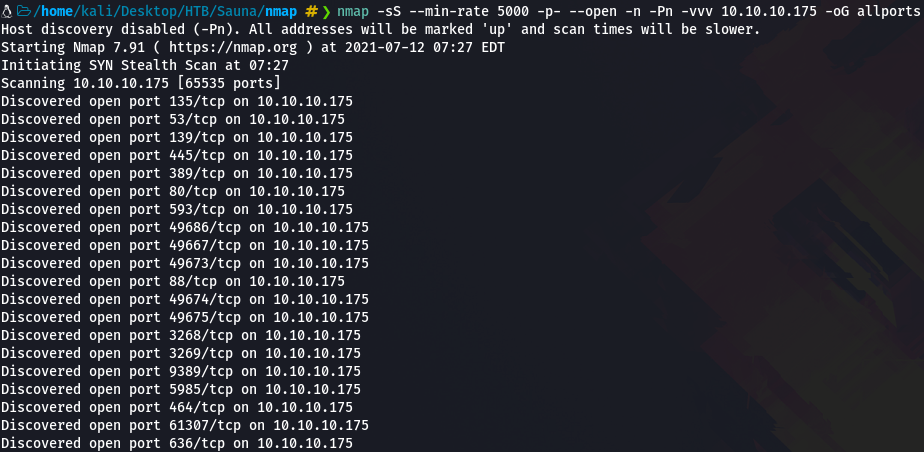 /home/kali/Desktop/HTB/Sauna/nmap # ❯ nmap -sS --min-rate 5000 -p- --open -n -Pn -vvv 10.10.10.175 -oG allports
Host discovery disabled (-Pn). All addresses will be marked 'up' and scan times will be slower.
Starting Nmap 7.91 ( https://nmap.org ) at 2021-07-12 07:27 EDT
Initiating SYN Stealth Scan at 07:27
Scanning 10.10.10.175 [65535 ports]
Discovered open port 135/tcp on 10.10.10.175
Discovered open port 53/tcp on 10.10.10.175
Discovered open port 139/tcp on 10.10.10.175
Discovered open port 445/tcp on 10.10.10.175
Discovered open port 389/tcp on 10.10.10.175
Discovered open port 80/tcp on 10.10.10.175
Discovered open port 593/tcp on 10.10.10.175
Discovered open port 49686/tcp on 10.10.10.175
Discovered open port 49667/tcp on 10.10.10.175
Discovered open port 49673/tcp on 10.10.10.175
Discovered open port 88/tcp on 10.10.10.175
Discovered open port 49674/tcp on 10.10.10.175
Discovered open port 49675/tcp on 10.10.10.175
Discovered open port 3268/tcp on 10.10.10.175
Discovered open port 3269/tcp on 10.10.10.175
Discovered open port 9389/tcp on 10.10.10.175
Discovered open port 5985/tcp on 10.10.10.175
Discovered open port 464/tcp on 10.10.10.175
Discovered open port 61307/tcp on 10.10.10.175
Discovered open port 636/tcp on 10.10.10.175